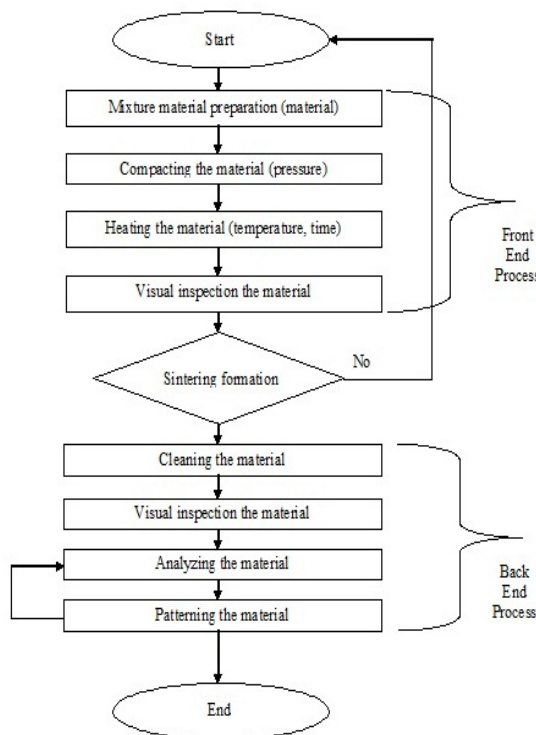 Start
Mixture material preparation (material)
Compacting the material (pressure)
Heating the material (temperature, time)
Visual inspection the material
Front
End
Process
Sintering formation
No
Cleaning the material
Visual inspection the material
Analyzing the material
Patterning the material
Back
End
Process
End